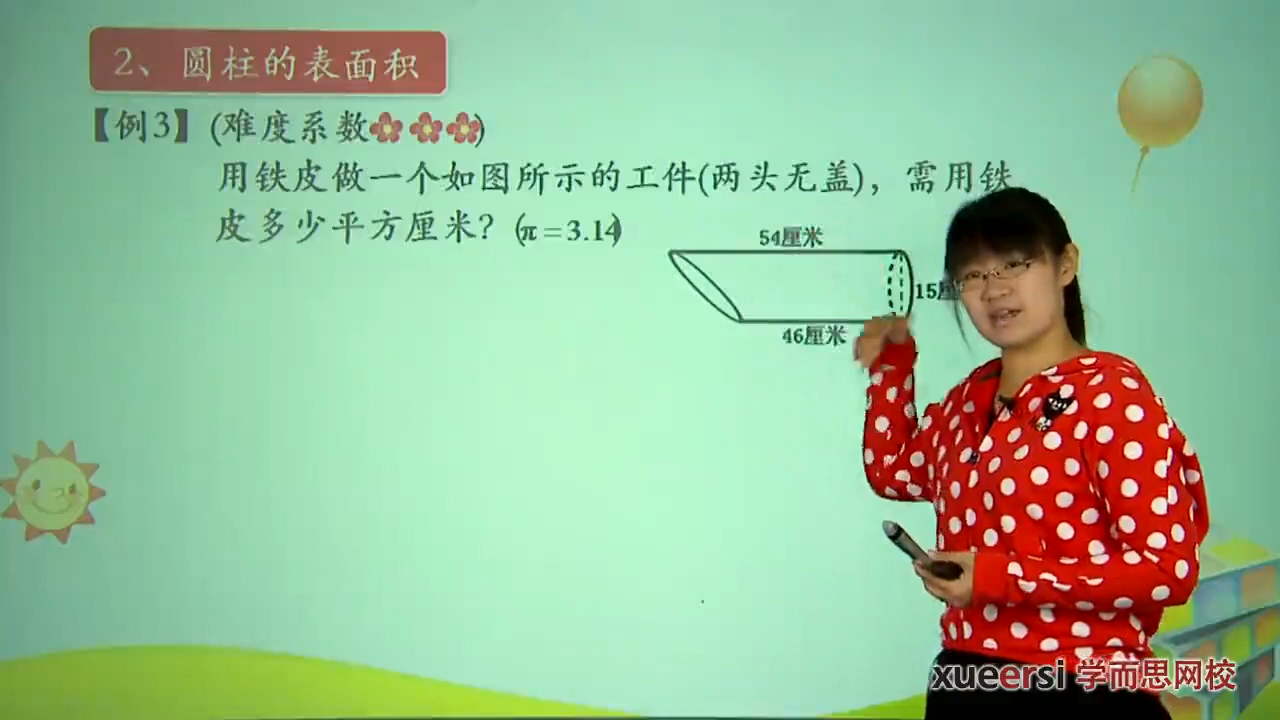 2、圆柱的表面积
【例3】(难度系数)
用铁皮做一个如图所示的工件(两头无盖)，需用铁
皮多少平方厘米？(π=3.14)
54厘米
15厘
46厘米
xueersi 学而思网校